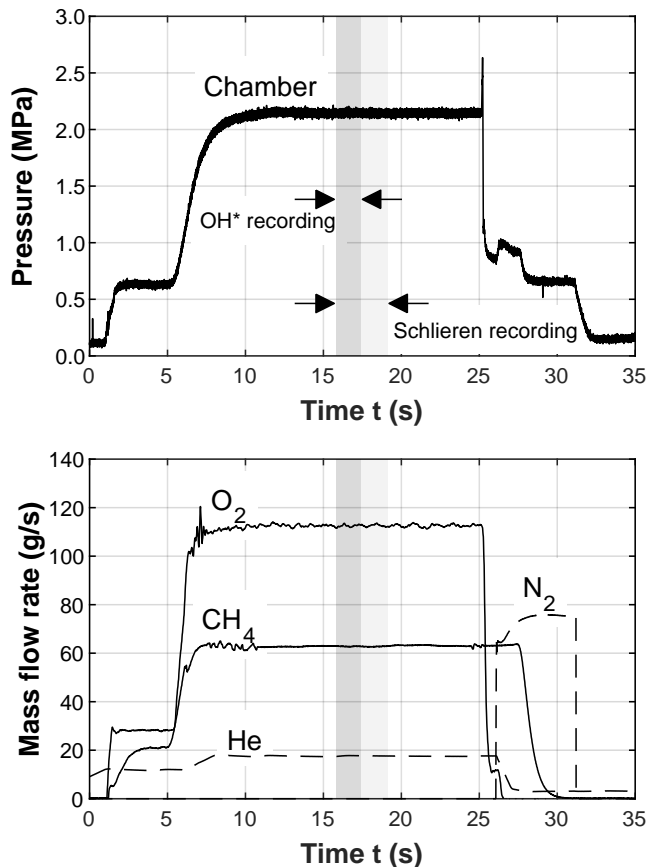 3.0
2.5
2.0
1.5
1.0
0.5
0.0
Pressure (MPa)
Chamber
OH* recording
Schlieren recording
0 5 10 15 20 25 30 35
Time t (s)
140
120
100
80
60
40
20
0
Mass flow rate (g/s)
O2
CH4
N2
He
0 5 10 15 20 25 30 35
Time t (s)